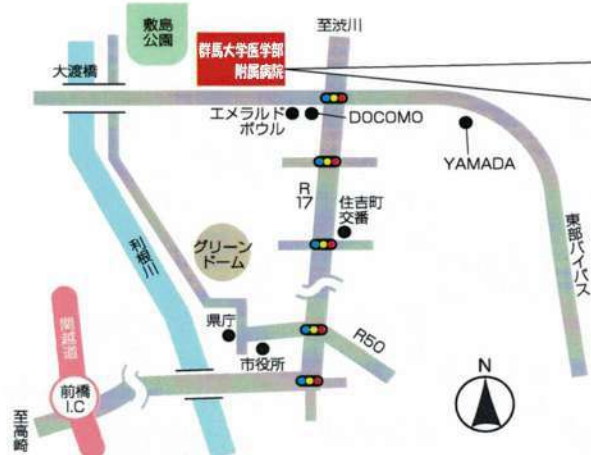 敷島
公園
群馬大学医学部
附属病院
至渋川
大渡橋
エメラルド
ボウル
DOCOMO
YAMADA
R
17
住吉町
交番
東部バイパス
グリーン
ドーム
利根川
県庁
市役所
R50
関越道
前橋
I.C
至高崎
N